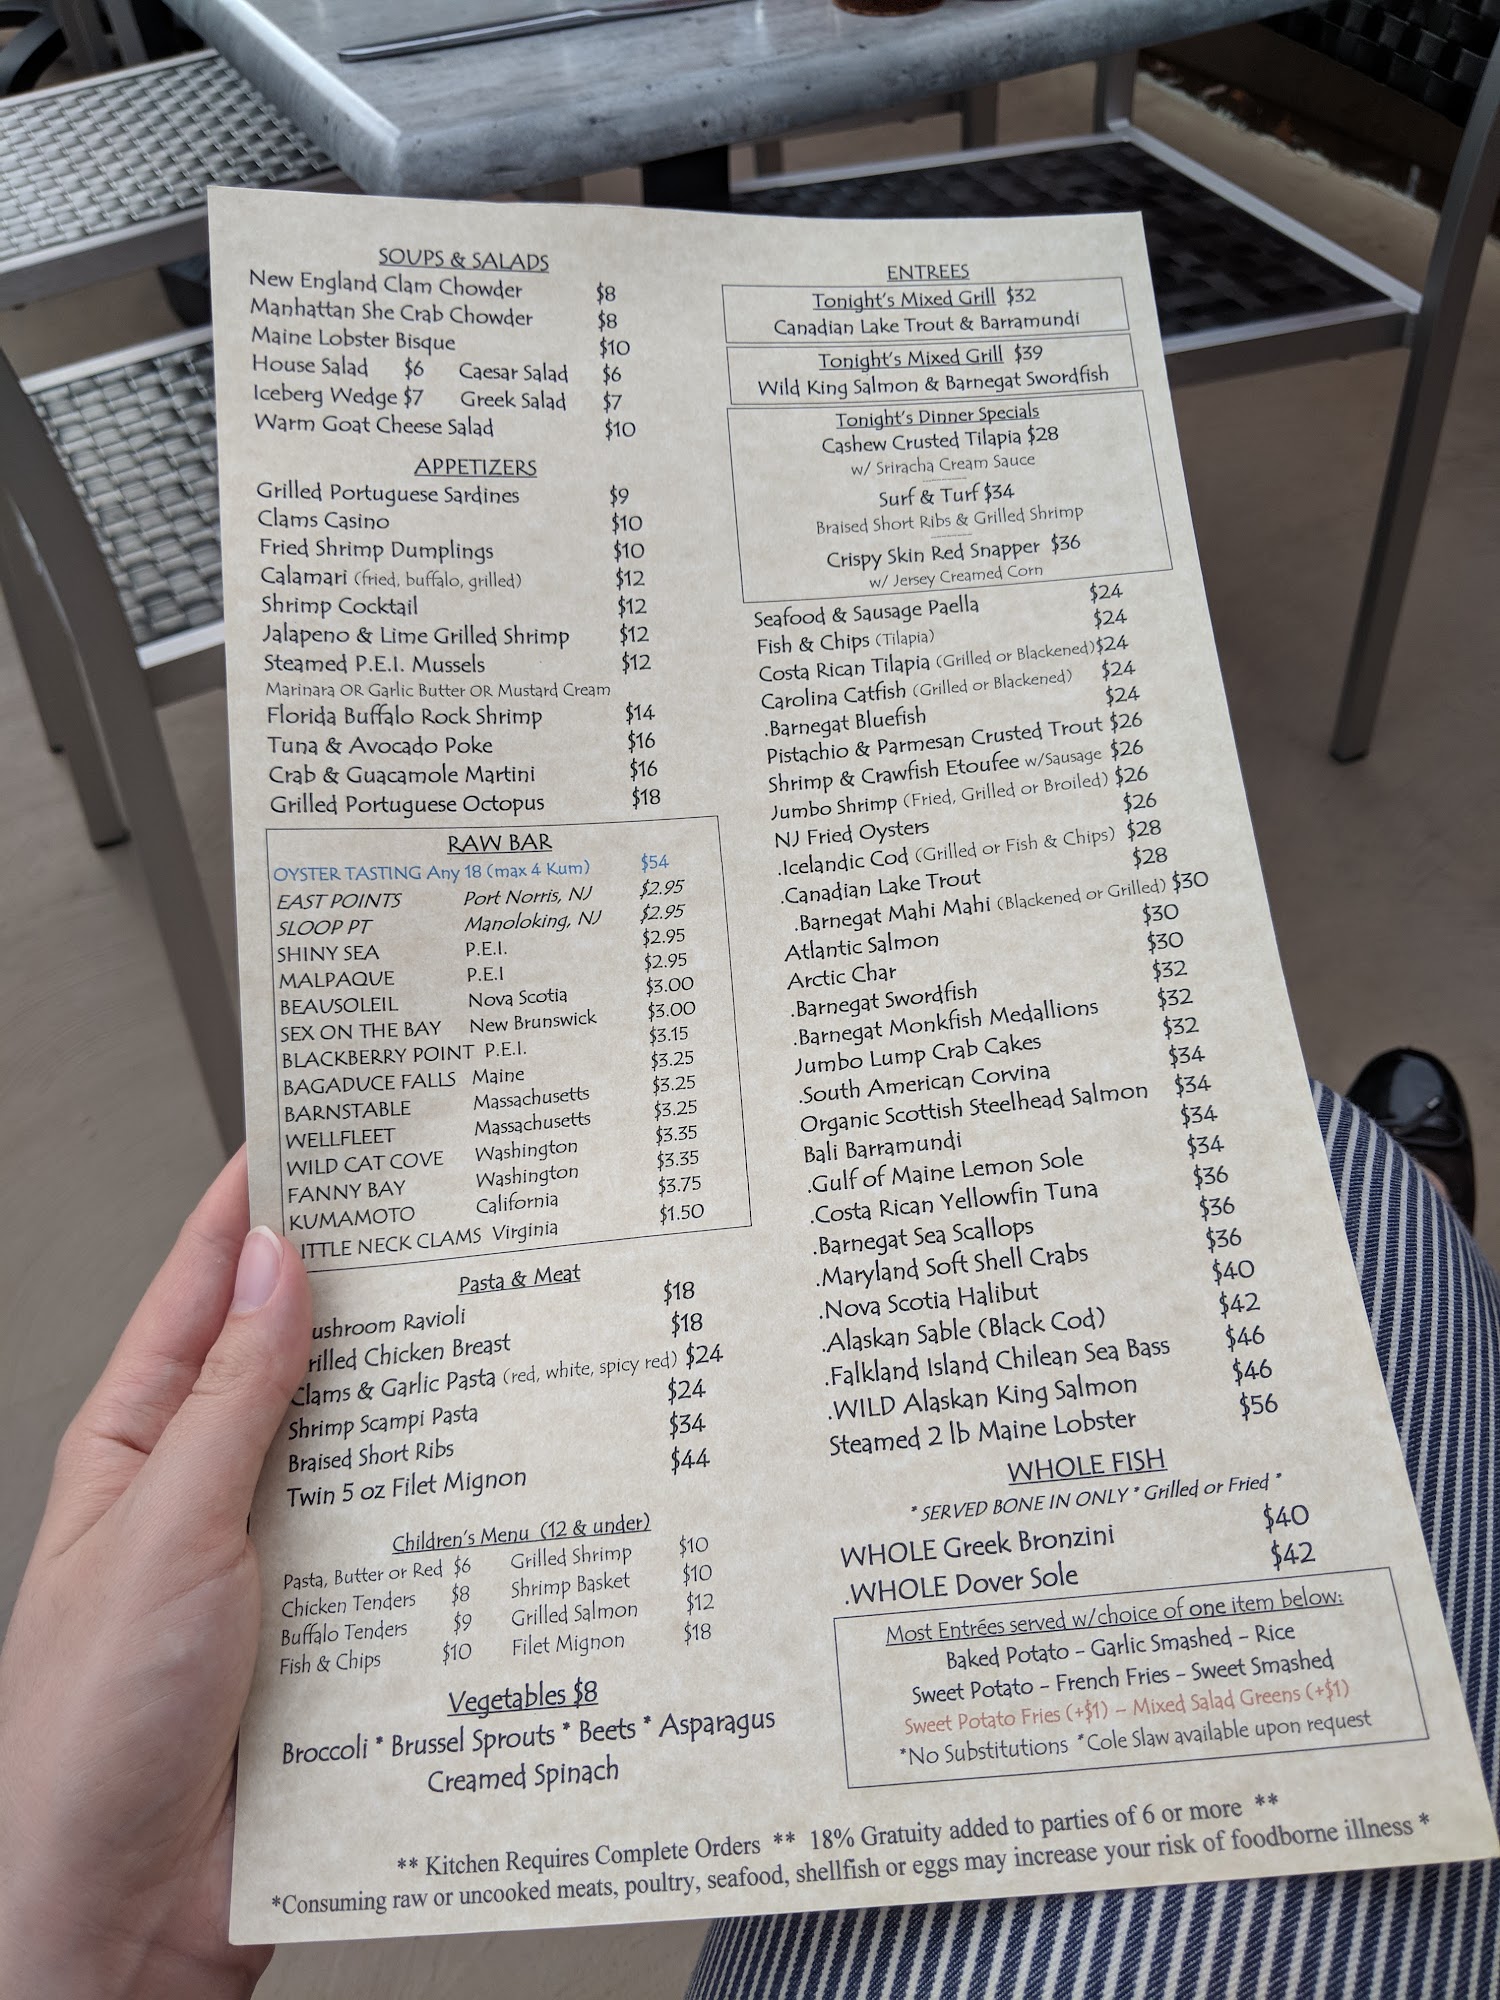 SOUPS & SALADS
New England Clam Chowder $8
Manhattan She Crab Chowder $8
Maine Lobster Bisque $10
House Salad $6 Caesar Salad $6
Iceberg Wedge $7 Greek Salad $7
Warm Goat Cheese Salad $10
APPETIZERS
Grilled Portuguese Sardines $9
Clams Casino $10
Fried Shrimp Dumplings $10
Calamari (fried, buffalo, grilled) $12
Shrimp Cocktail $12
Jalapeno & Lime Grilled Shrimp $12
Steamed P.E.I. Mussels $12
Marinara OR Garlic Butter OR Mustard Cream
Florida Buffalo Rock Shrimp $14
Tuna & Avocado Poke $16
Crab & Guacamole Martini $16
Grilled Portuguese Octopus $18
RAW BAR
OYSTER TASTING Any 18 (max 4 Kum) $54
EAST POINTS Port Norris, NJ $2.95
SLOOP PT Manoloking, NJ $2.95
SHINY SEA P.E.I. $2.95
MALPAQUE P.E.I $2.95
BEAUSOLEIL Nova Scotia $3.00
SEX ON THE BAY New Brunswick $3.00
BLACKBERRY POINT P.E.I. $3.15
BAGADUCE FALLS Maine $3.25
BARNSTABLE Massachusetts $3.25
WELLFLEET Massachusetts $3.25
WILD CAT COVE Washington $3.35
FANNY BAY Washington $3.35
KUMAMOTO California $3.75
ITTLE NECK CLAMS Virginia $1.50
Pasta & Meat
ushroom Ravioli $18
rilled Chicken Breast $18
Clams & Garlic Pasta (red, white, spicy red) $24
Shrimp Scampi Pasta $24
Braised Short Ribs $34
Twin 5 oz Filet Mignon $44
Children's Menu (12 & under)
Pasta, Butter or Red $6 Grilled Shrimp $10
Chicken Tenders $8 Shrimp Basket $10
Buffalo Tenders $9 Grilled Salmon $12
Fish & Chips $10 Filet Mignon $18
Vegetables $8
Broccoli * Brussel Sprouts * Beets * Asparagus
Creamed Spinach
ENTREES
Tonight's Mixed Grill $32
Canadian Lake Trout & Barramundi
Tonight's Mixed Grill $39
Wild King Salmon & Barnegat Swordfish
Tonight's Dinner Specials
Cashew Crusted Tilapia $28
w/ Sriracha Cream Sauce
Surf & Turf $34
Braised Short Ribs & Grilled Shrimp
Crispy Skin Red Snapper $36
w/ Jersey Creamed Corn
Seafood & Sausage Paella $24
Fish & Chips (Tilapia) $24
Costa Rican Tilapia (Grilled or Blackened) $24
Carolina Catfish (Grilled or Blackened) $24
.Barnegat Bluefish $24
Pistachio & Parmesan Crusted Trout $26
Shrimp & Crawfish Etoufee w/Sausage $26
Jumbo Shrimp (Fried, Grilled or Broiled) $26
NJ Fried Oysters $26
.Icelandic Cod (Grilled or Fish & Chips) $28
.Canadian Lake Trout $28
.Barnegat Mahi Mahi (Blackened or Grilled) $30
Atlantic Salmon $30
Arctic Char $30
.Barnegat Swordfish $32
.Barnegat Monkfish Medallions $32
Jumbo Lump Crab Cakes $32
.South American Corvina $34
Organic Scottish Steelhead Salmon $34
Bali Barramundi $34
.Gulf of Maine Lemon Sole $34
.Costa Rican Yellowfin Tuna $36
.Barnegat Sea Scallops $36
.Maryland Soft Shell Crabs $36
.Nova Scotia Halibut $40
.Alaskan Sable (Black Cod) $42
.Falkland Island Chilean Sea Bass $46
.WILD Alaskan King Salmon $46
Steamed 2 lb Maine Lobster $56
WHOLE FISH
* SERVED BONE IN ONLY * Grilled or Fried *
WHOLE Greek Bronzini $40
.WHOLE Dover Sole $42
Most Entrées served w/choice of one item below:
Baked Potato – Garlic Smashed – Rice
Sweet Potato – French Fries – Sweet Smashed
Sweet Potato Fries (+$1) – Mixed Salad Greens (+$1)
*No Substitutions *Cole Slaw available upon request
** Kitchen Requires Complete Orders ** 18% Gratuity added to parties of 6 or more **
*Consuming raw or uncooked meats, poultry, seafood, shellfish or eggs may increase your risk of foodborne illness *